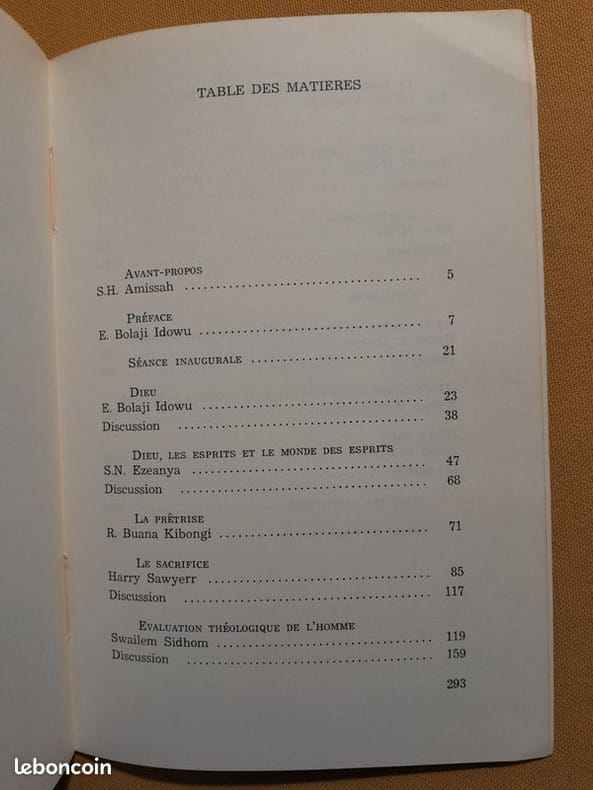 TABLE DES MATIERES
AVANT-PROPOS
S.H. Amissah ........................................ 5
PRÉFACE
E. Bolaji Idowu ........................................ 7
SÉANCE INAUGURALE ........................................ 21
DIEU
E. Bolaji Idowu ........................................ 23
Discussion ........................................ 38
DIEU, LES ESPRITS ET LE MONDE DES ESPRITS
S.N. Ezeanya ........................................ 47
Discussion ........................................ 68
LA PRÊTRISE
R. Buana Kibongi ........................................ 71
LE SACRIFICE
Harry Sawyerr ........................................ 85
Discussion ........................................ 117
EVALUATION THÉOLOGIQUE DE L'HOMME
Swailem Sidhom ........................................ 119
Discussion ........................................ 159
293
leboncoin